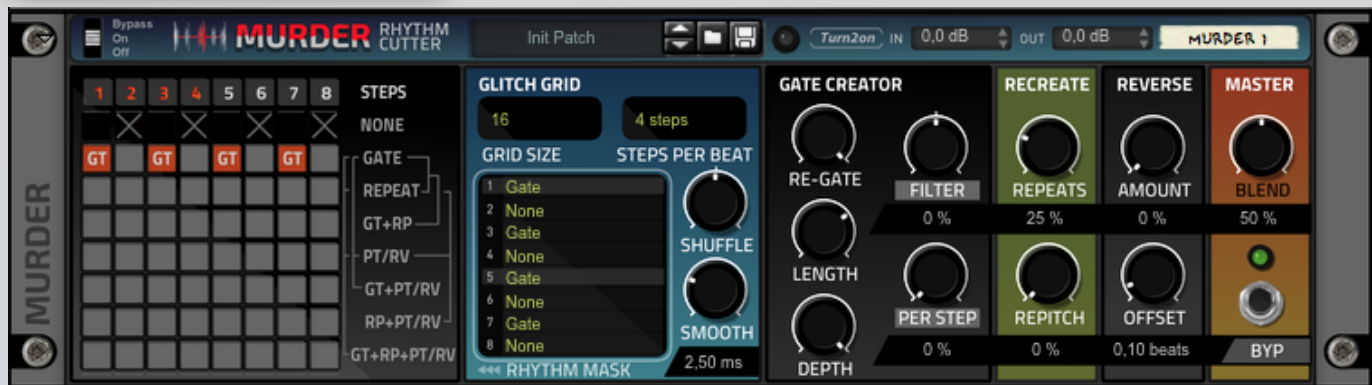 Bypass
On
Off
MURDER RHYTHM CUTTER
Init Patch
Turn2on IN 0,0 dB OUT 0,0 dB
MURDER 1
MURDER
1 2 3 4 5 6 7 8 STEPS
NONE
GT GT GT GT GATE
REPEAT
GT+RP
PT/RV
GT+PT/RV
RP+PT/RV
GT+RP+PT/RV
GLITCH GRID
16 4 steps
GRID SIZE STEPS PER BEAT
1 Gate
2 None
3 Gate
4 None
5 Gate
6 None
7 Gate
8 None
RHYTHM MASK
SHUFFLE
SMOOTH
2,50 ms
GATE CREATOR
RE-GATE
LENGTH
DEPTH
FILTER
0 %
PER STEP
0 %
RECREATE
REPEATS
25 %
REPITCH
0 %
REVERSE
AMOUNT
0 %
OFFSET
0,10 beats
MASTER
BLEND
50 %
BYP